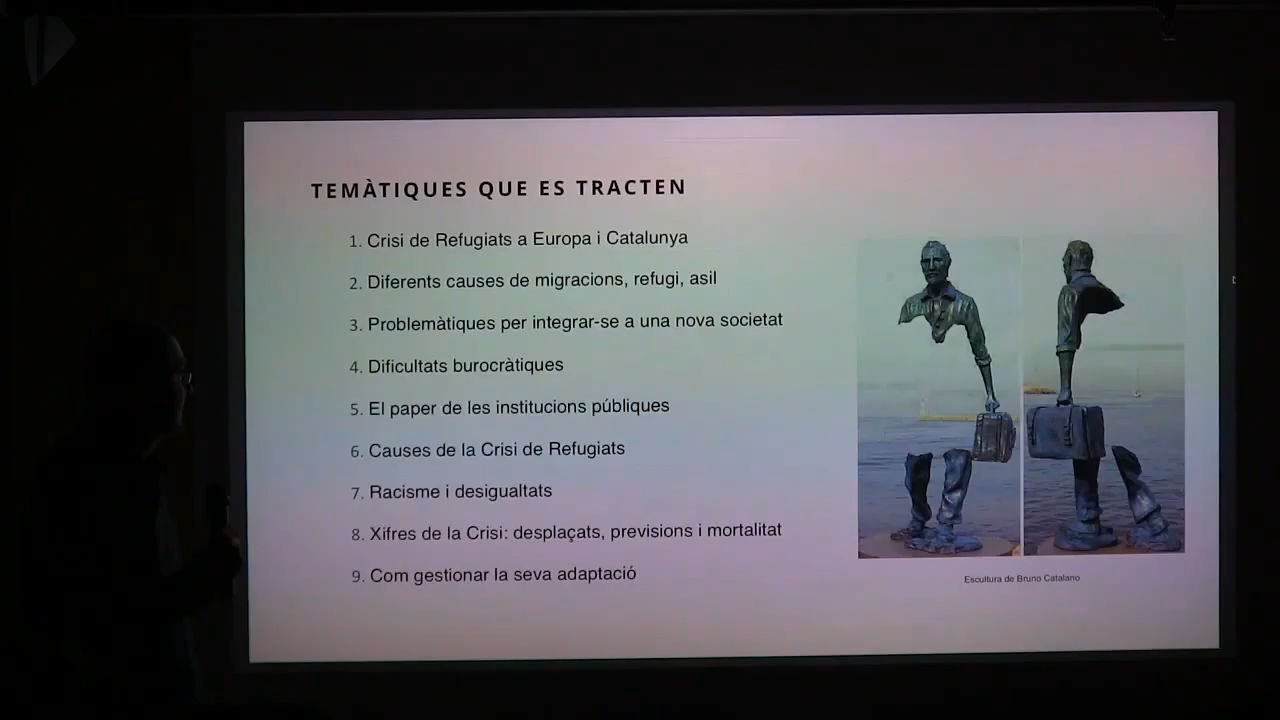 TEMÀTIQUES QUE ES TRACTEN
1. Crisi de Refugiats a Europa i Catalunya
2. Diferents causes de migracions, refugi, asil
3. Problemàtiques per integrar-se a una nova societat
4. Dificultats burocràtiques
5. El paper de les institucions públiques
6. Causes de la Crisi de Refugiats
7. Racisme i desigualtats
8. Xifres de la Crisi: desplaçats, previsions i mortalitat
9. Com gestionar la seva adaptació
Escultura de Bruno Catalano